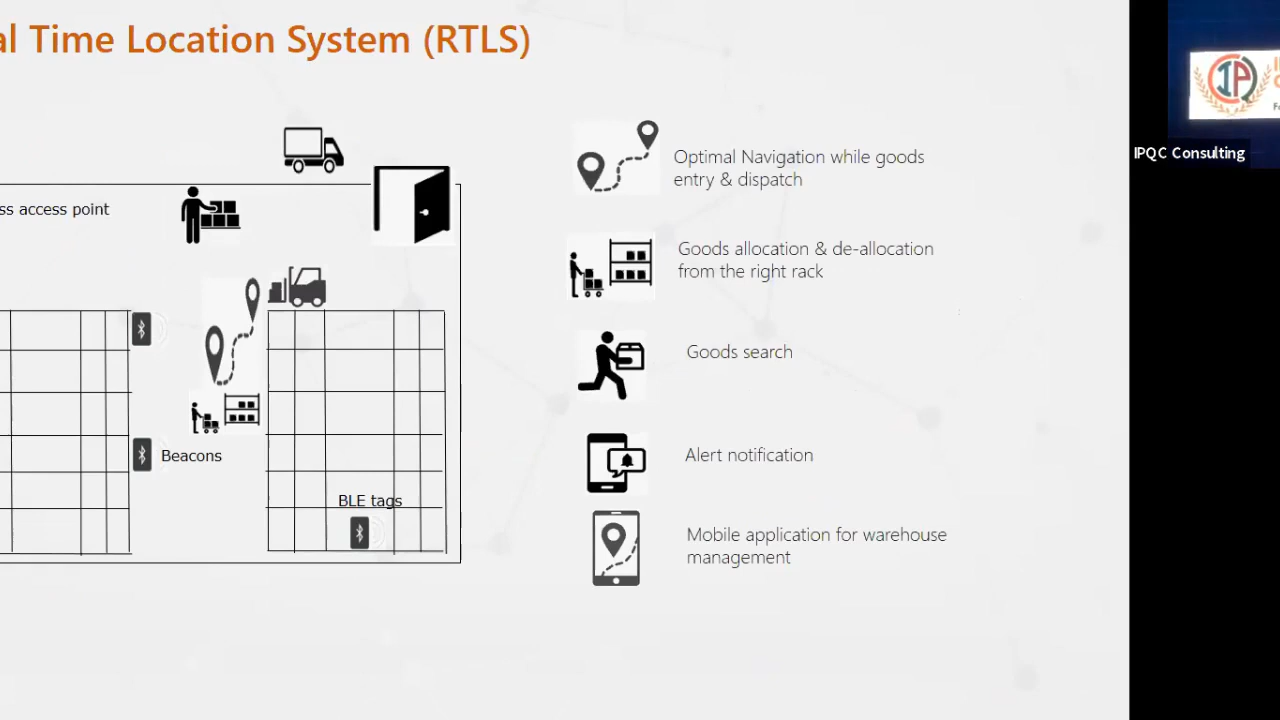 al Time Location System (RTLS)
ss access point
Beacons
BLE tags
Optimal Navigation while goods
entry & dispatch
Goods allocation & de-allocation
from the right rack
Goods search
Alert notification
Mobile application for warehouse
management
IPQ
IPQC Consulting